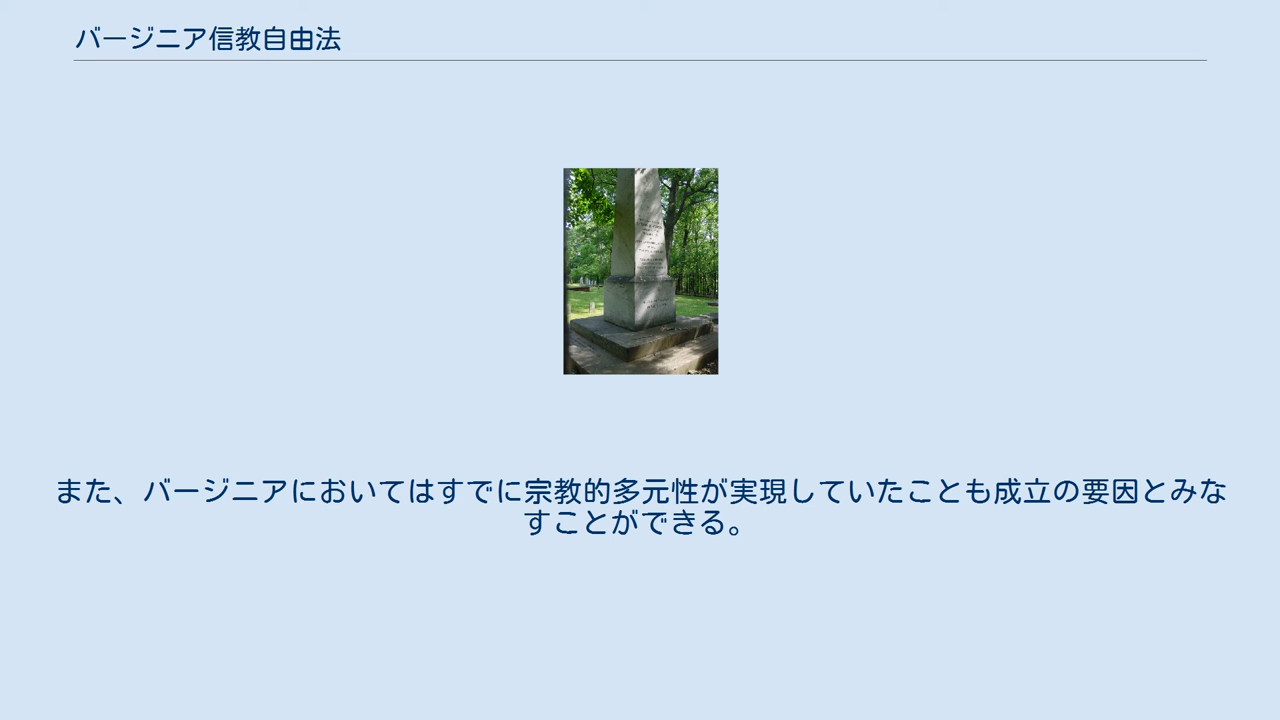 バージニア信教自由法
また、バージニアにおいてはすでに宗教的多元性が実現していたことも成立の要因とみな
すことができる。